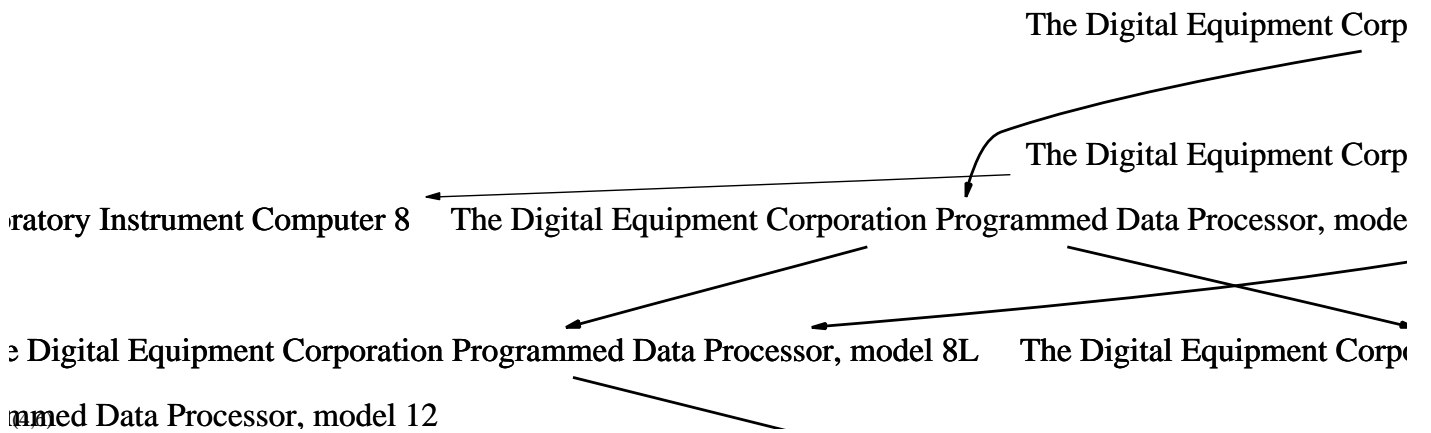 The Digital Equipment Corp
The Digital Equipment Corp
ratory Instrument Computer 8 The Digital Equipment Corporation Programmed Data Processor, mode
e Digital Equipment Corporation Programmed Data Processor, model 8L The Digital Equipment Corp
mmed Data Processor, model 12